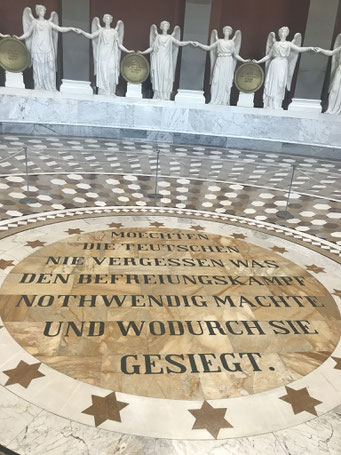 MOECHTEN
DIE TEUTSCHEN
NIE VERGESSEN WAS
DEN BEFREIUNGSKAMPF
NOTHWENDIG MACHTE
UND WODURCH SIE
GESIEGT.